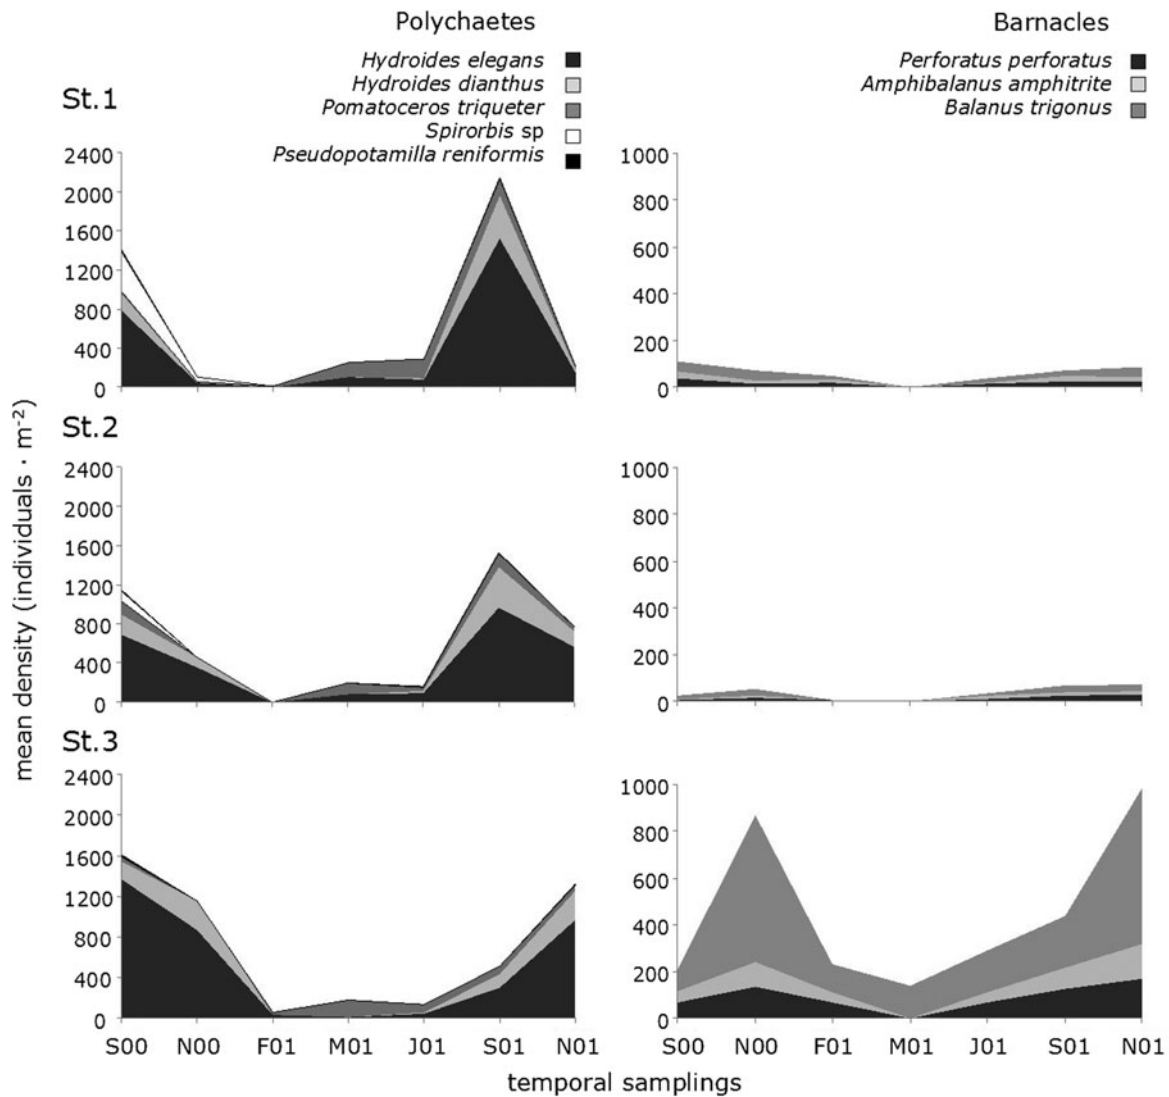 Polychaetes
Hydroides elegans
Hydroides dianthus
Pomatoceros triqueter
Spirorbis sp
Pseudopotamilla reniformis
Barnacles
Perforatus perforatus
Amphibalanus amphitrite
Balanus trigonus
St.1
2400
2000
1600
1200
800
400
0
1000
800
600
400
200
0
St.2
2400
2000
1600
1200
800
400
0
1000
800
600
400
200
0
St.3
2400
2000
1600
1200
800
400
0
1000
800
600
400
200
0
S00 N00 F01 M01 J01 S01 N01
S00 N00 F01 M01 J01 S01 N01
mean density (individuals · m⁻²)
temporal samplings